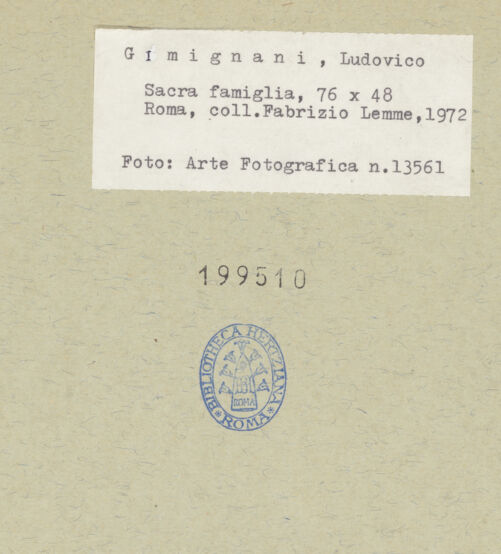 Gimignani, Ludovico
Sacra famiglia, 76 x 48
Roma, coll.Fabrizio Lemme,1972
Foto: Arte Fotografica n.13561
199510
BIBLIOTHECA HERTZIANA
ROMA
* ROMA *